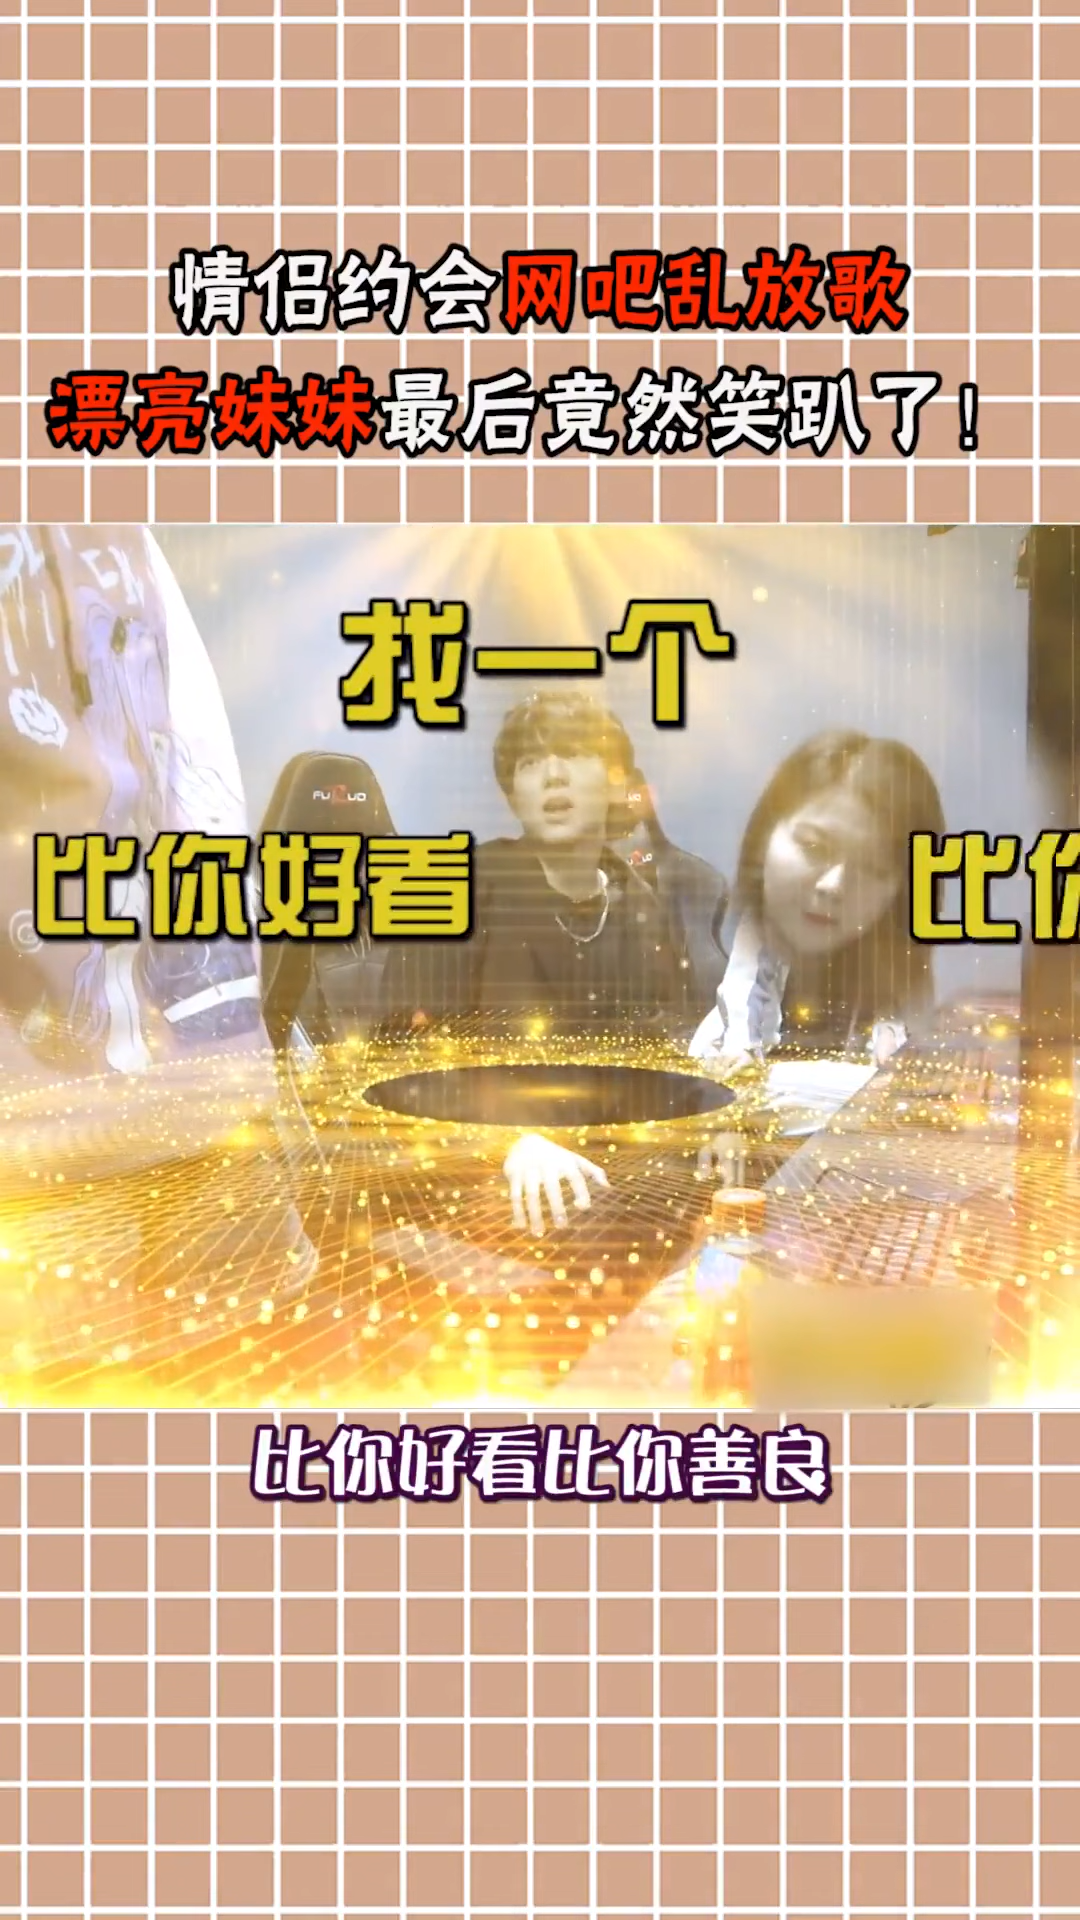 情侣约会网吧乱放歌
漂亮妹妹最后竟然笑趴了！
找一个
比你好看 比你
比你好看比你善良